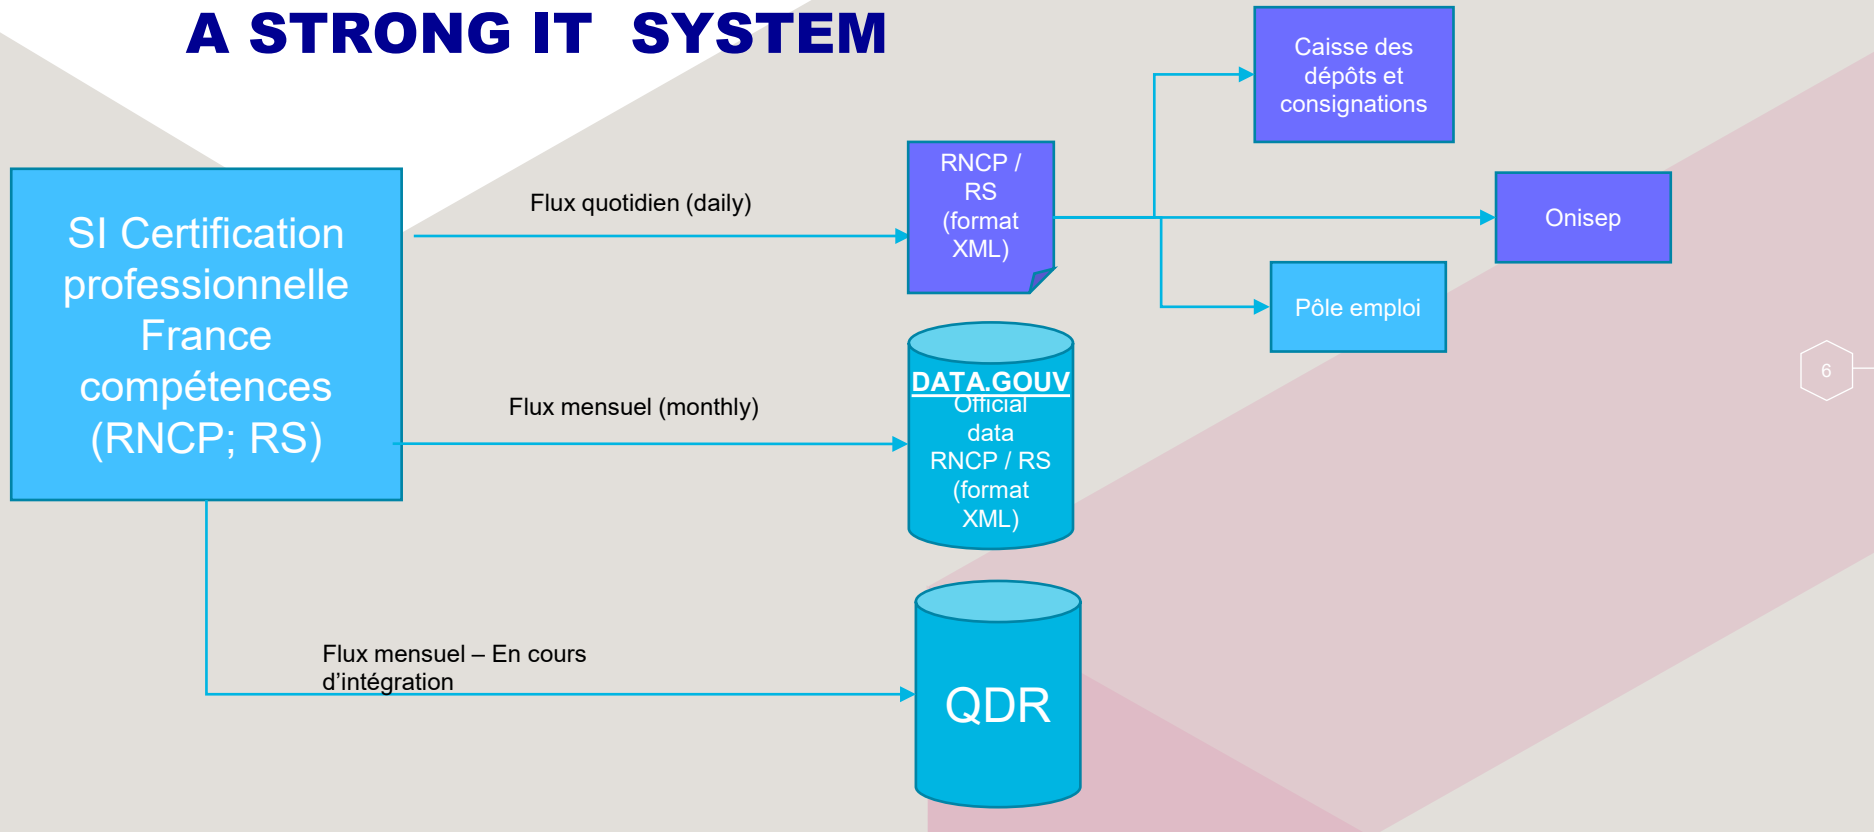 A STRONG IT SYSTEM
Caisse des
dépôts et
consignations
RNCP /
RS
(format
XML)
Onisep
Pôle emploi
Flux quotidien (daily)
SI Certification
professionnelle
France
compétences
(RNCP; RS)
Flux mensuel (monthly)
DATA.GOUV
Official
data
RNCP / RS
(format
XML)
6
Flux mensuel – En cours
d’intégration
QDR